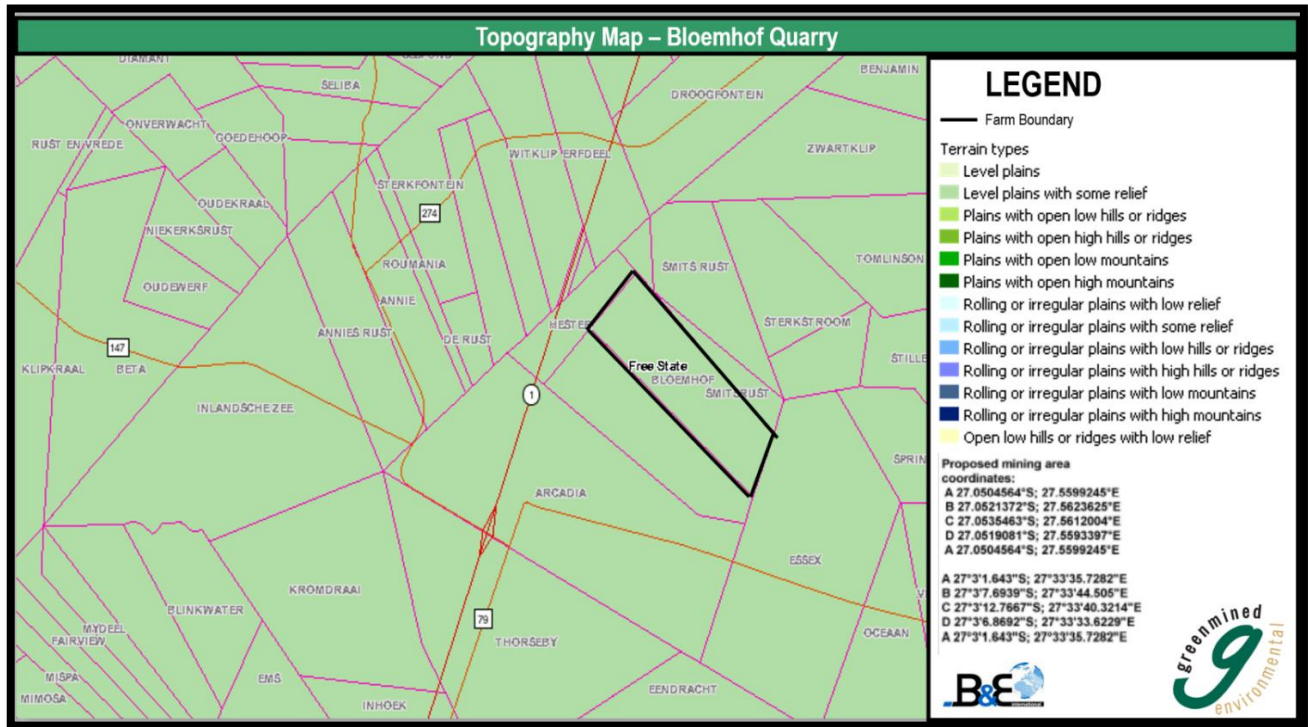 Topography Map – Bloemhof Quarry
DIAMANT
SELIBA
BENJAMIN
DROOGFONTEIN
ONVERWACHT
RUST EN VREDE
GOEDEHOOP
WITKLIP ERFDEEL
ZWARTKLIP
STERKFONTEIN
OUDEKRAAL
274
NIEKERKSRUST
ROUMANIA
SMITS RUST
TOMLINSON
OUDEWERF
ANNIE
HESTER
STERKSTROOM
ANNIES RUST
DE RUST
147
KLIPKRAAL
BETA
STILLE
Free State
BLOEMHOF
SMITSRUST
1
INLANDSCHE ZEE
SPRIN
ARCADIA
ESSEX
KROMDRAAI
BLINKWATER
79
MYDEEL
FAIRVIEW
THORSEBY
OCEAAN
MISPA
EMS
MIMOSA
INHOEK
EENDRACHT
LEGEND
Farm Boundary
Terrain types
Level plains
Level plains with some relief
Plains with open low hills or ridges
Plains with open high hills or ridges
Plains with open low mountains
Plains with open high mountains
Rolling or irregular plains with low relief
Rolling or irregular plains with some relief
Rolling or irregular plains with low hills or ridges
Rolling or irregular plains with high hills or ridges
Rolling or irregular plains with low mountains
Rolling or irregular plains with high mountains
Open low hills or ridges with low relief
Proposed mining area
coordinates:
A 27.0504564°S; 27.5599245°E
B 27.0521372°S; 27.5623625°E
C 27.0535463°S; 27.5612004°E
D 27.0519081°S; 27.5593397°E
A 27.0504564°S; 27.5599245°E
A 27°3'1.643"S; 27°33'35.7282"E
B 27°3'7.6939"S; 27°33'44.505"E
C 27°3'12.7667"S; 27°33'40.3214"E
D 27°3'6.8692"S; 27°33'33.6229"E
A 27°3'1.643"S; 27°33'35.7282"E
B&E
international
greenmined
g
environmental